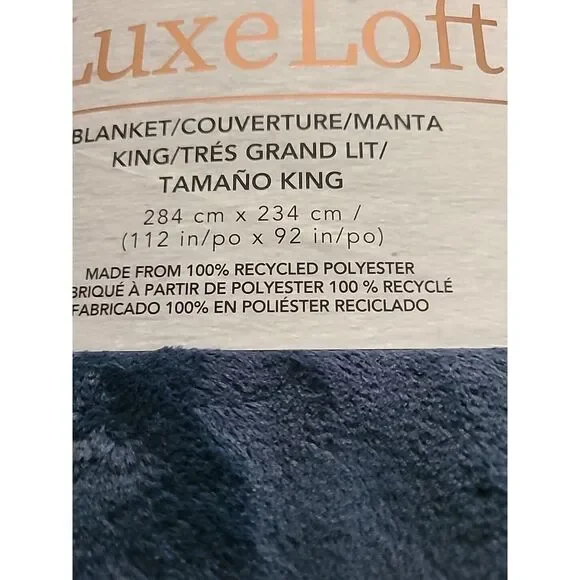 LuxeLoft
BLANKET/COUVERTURE/MANTA
KING/TRÉS GRAND LIT/
TAMAÑO KING
284 cm x 234 cm /
(112 in/po x 92 in/po)
MADE FROM 100% RECYCLED POLYESTER
BRIQUÉ À PARTIR DE POLYESTER 100 % RECYCLÉ
FABRICADO 100% EN POLIÉSTER RECICLADO